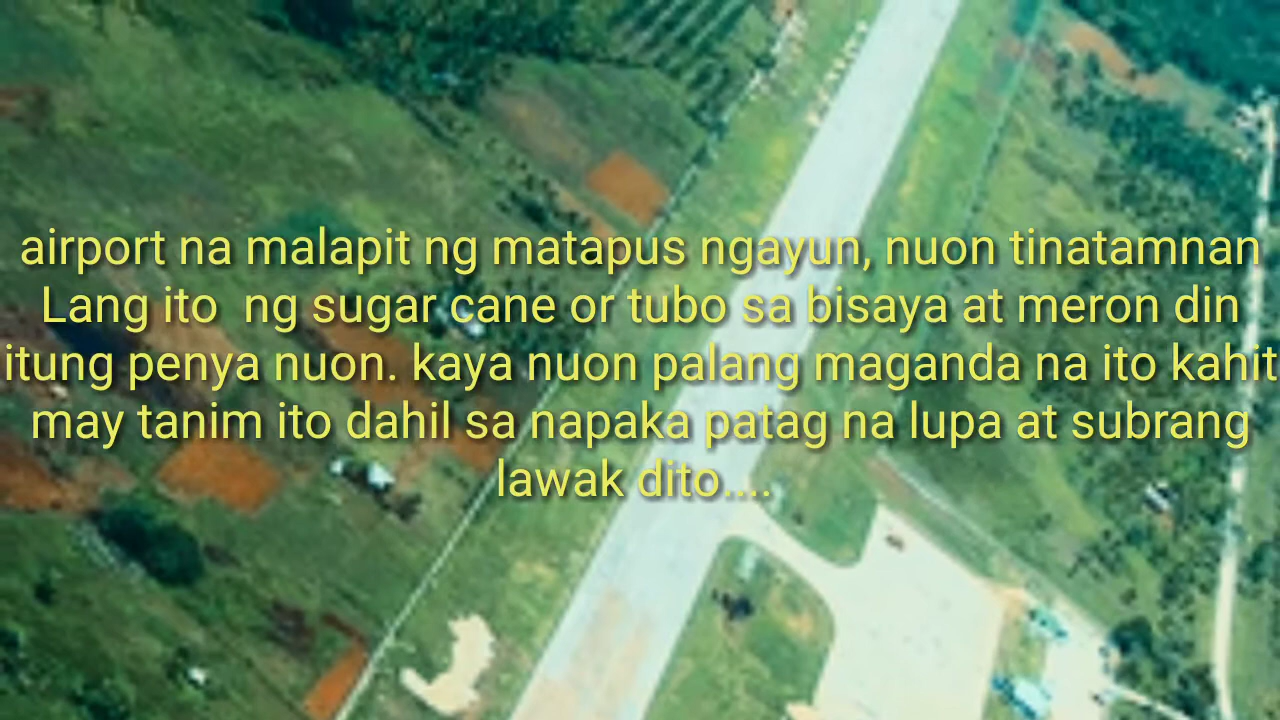 airport na malapit ng matapus ngayun, nuon tinatamnan
Lang ito  ng sugar cane or tubo sa bisaya at meron din
itung penya nuon. kaya nuon palang maganda na ito kahit
may tanim ito dahil sa napaka patag na lupa at subrang
lawak dito....